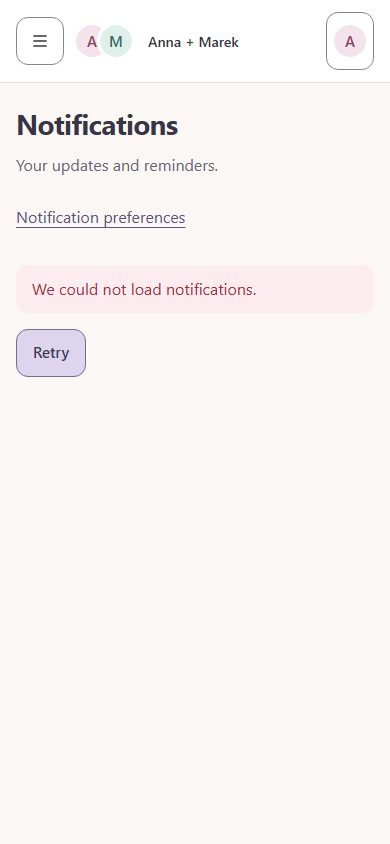 A M Anna + Marek A
Notifications
Your updates and reminders.
Notification preferences
We could not load notifications.
Retry